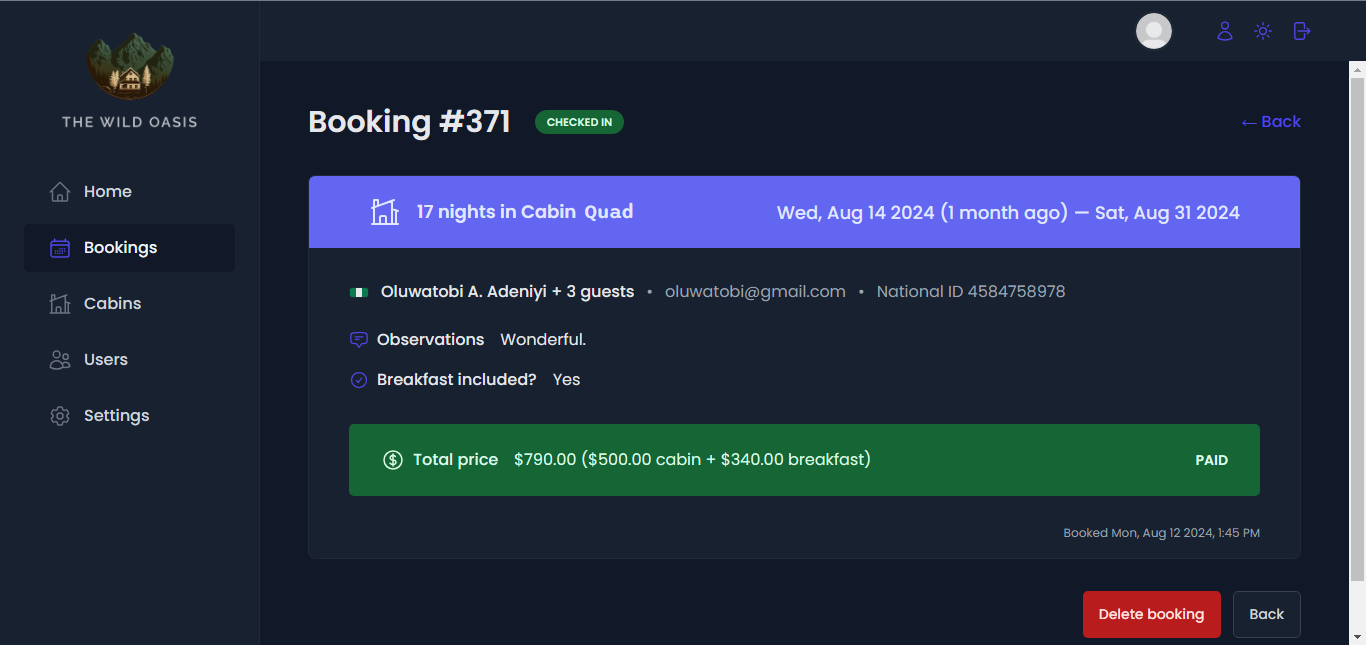 THE WILD OASIS
Home
Bookings
Cabins
Users
Settings
Booking #371 CHECKED IN ← Back
17 nights in Cabin Quad Wed, Aug 14 2024 (1 month ago) — Sat, Aug 31 2024
Oluwatobi A. Adeniyi + 3 guests • oluwatobi@gmail.com • National ID 4584758978
Observations Wonderful.
Breakfast included? Yes
Total price $790.00 ($500.00 cabin + $340.00 breakfast) PAID
Booked Mon, Aug 12 2024, 1:45 PM
Delete booking Back